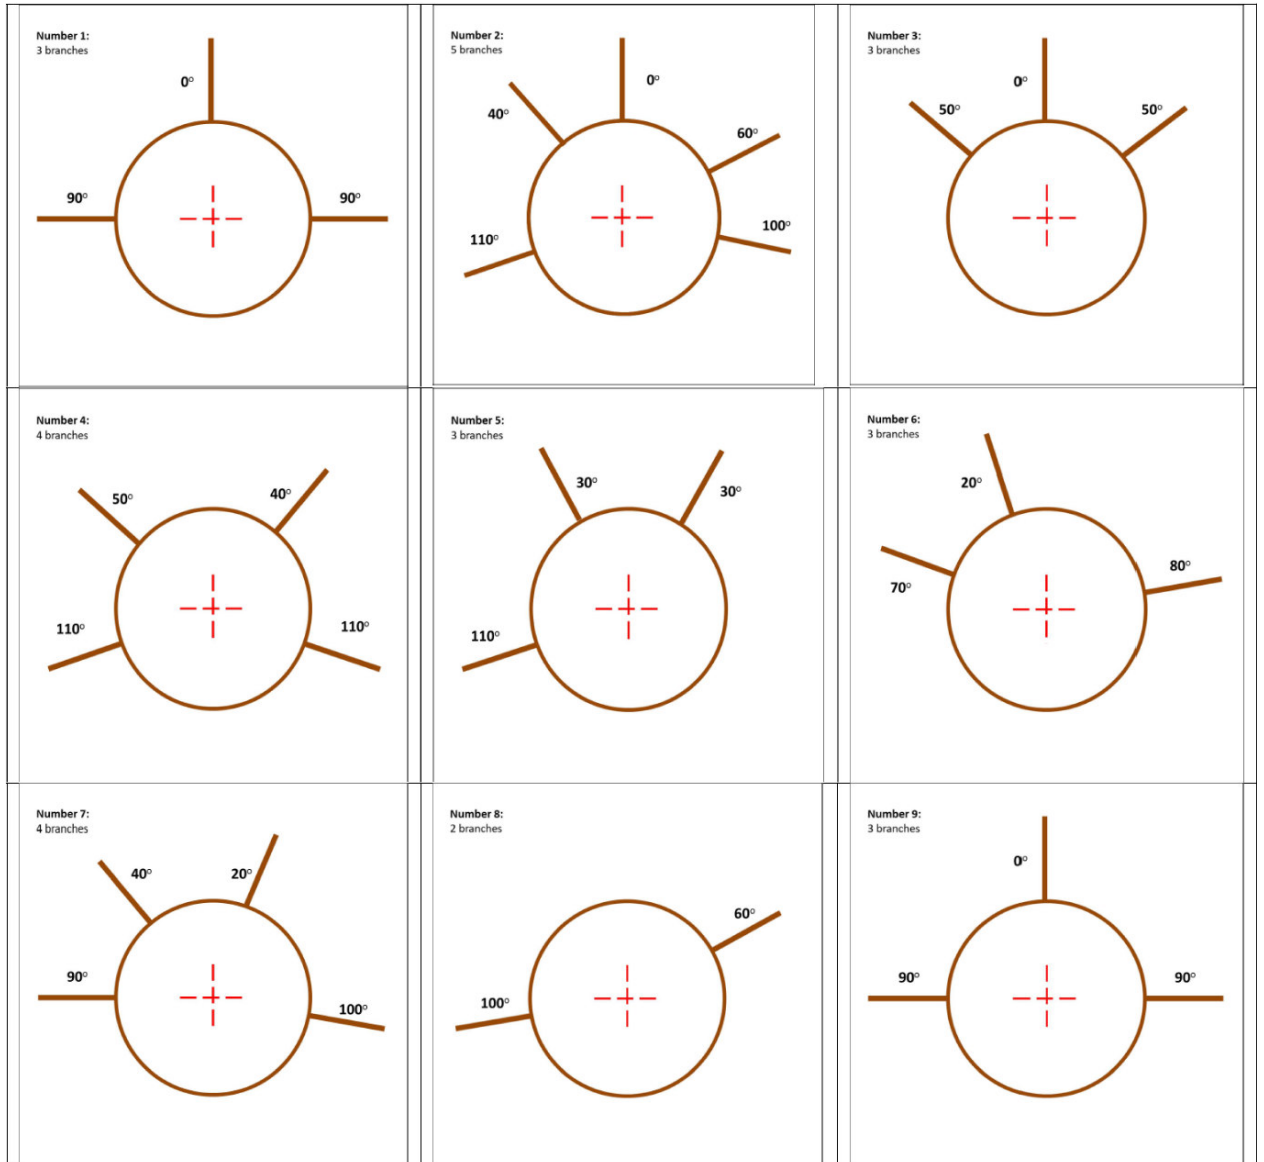 Number 1:
3 branches
0°
90°
90°
Number 2:
5 branches
0°
40°
60°
110°
100°
Number 3:
3 branches
0°
50°
50°
Number 4:
4 branches
50°
40°
110°
110°
Number 5:
3 branches
30°
30°
110°
Number 6:
3 branches
20°
70°
80°
Number 7:
4 branches
40°
20°
90°
100°
Number 8:
2 branches
60°
100°
Number 9:
3 branches
0°
90°
90°